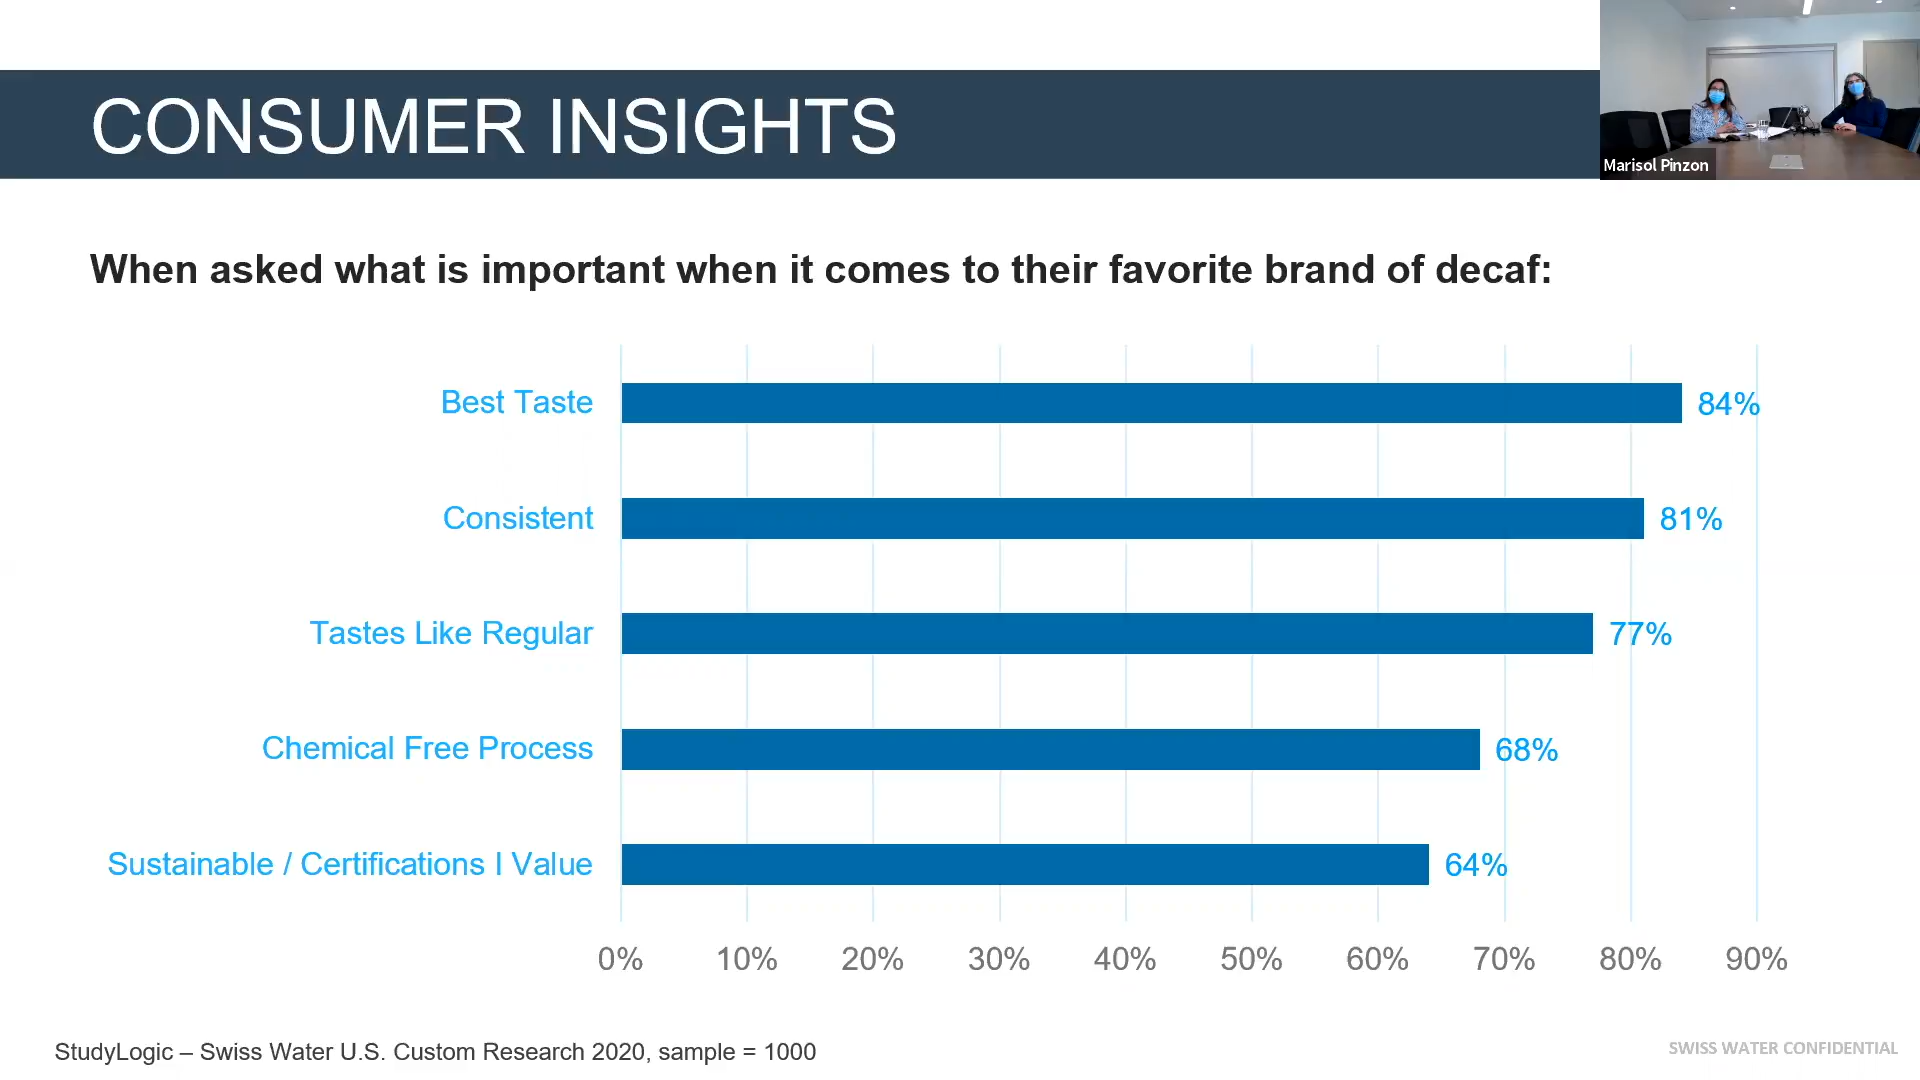 CONSUMER INSIGHTS
Marisol Pinzon
When asked what is important when it comes to their favorite brand of decaf:
Best Taste 84%
Consistent 81%
Tastes Like Regular 77%
Chemical Free Process 68%
Sustainable / Certifications I Value 64%
0% 10% 20% 30% 40% 50% 60% 70% 80% 90%
StudyLogic – Swiss Water U.S. Custom Research 2020, sample = 1000
SWISS WATER CONFIDENTIAL